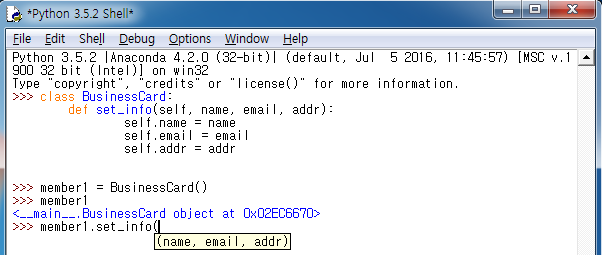 *Python 3.5.2 Shell*
File Edit Shell Debug Options Window Help
Python 3.5.2 |Anaconda 4.2.0 (32-bit)| (default, Jul  5 2016, 11:45:57) [MSC v.1
900 32 bit (Intel)] on win32
Type "copyright", "credits" or "license()" for more information.
>>> class BusinessCard:
        def set_info(self, name, email, addr):
                self.name = name
                self.email = email
                self.addr = addr
>>> member1 = BusinessCard()
>>> member1
<__main__.BusinessCard object at 0x02EC6670>
>>> member1.set_info(
(name, email, addr)